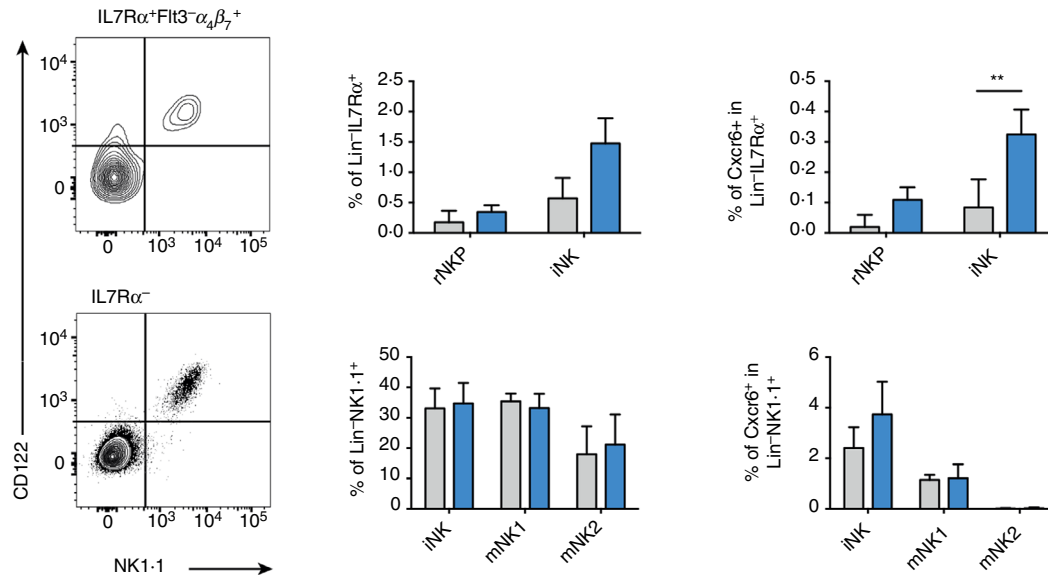 IL7Rα⁺Flt3⁻α₄β₇⁺
10⁴
10³
0
0 10³ 10⁴ 10⁵
IL7Rα⁻
10⁴
10³
0
0 10³ 10⁴ 10⁵
CD122
NK1·1
% of Lin⁻IL7Rα⁺
2·5
2·0
1·5
1·0
0·5
0·0
rNKP iNK
% of Cxcr6+ in
Lin⁻IL7Rα⁺
0·5
0·4
0·3
0·2
0·1
0·0
**
rNKP iNK
% of Lin⁻NK1·1⁺
50
40
30
20
10
0
iNK mNK1 mNK2
% of Cxcr6⁺ in
Lin⁻NK1·1⁺
6
4
2
0
iNK mNK1 mNK2